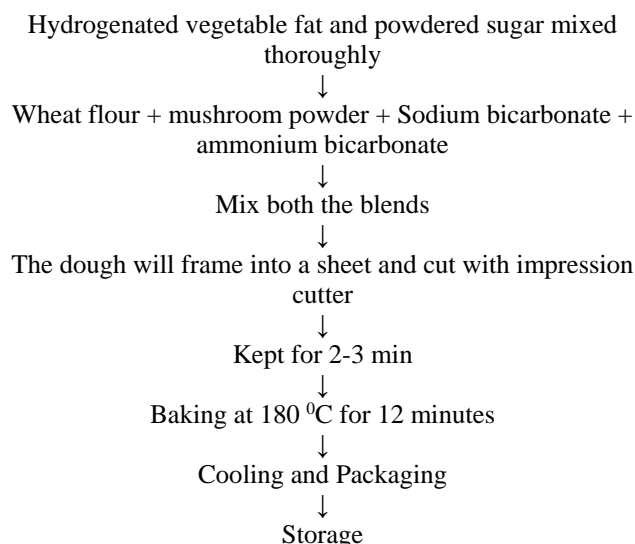 Hydrogenated vegetable fat and powdered sugar mixed
thoroughly
↓
Wheat flour + mushroom powder + Sodium bicarbonate +
ammonium bicarbonate
↓
Mix both the blends
↓
The dough will frame into a sheet and cut with impression
cutter
↓
Kept for 2-3 min
↓
Baking at 180 ⁰C for 12 minutes
↓
Cooling and Packaging
↓
Storage